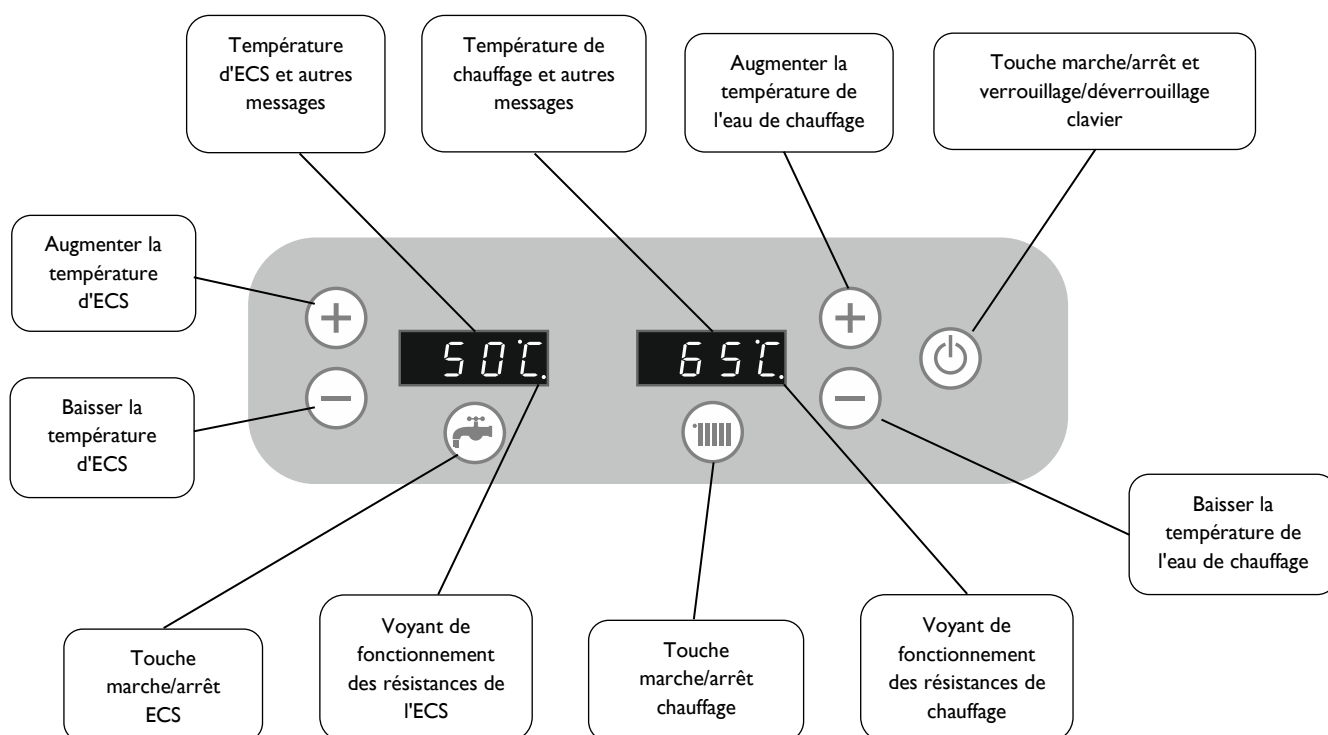 Température
d'ECS et autres
messages
Température de
chauffage et autres
messages
Augmenter la
température de
l'eau de chauffage
Touche marche/arrêt et
verrouillage/déverrouillage
clavier
Augmenter la
température
d'ECS
50°C.
65°C.
Baisser la
température
d'ECS
Baisser la
température de
l'eau de chauffage
Touche
marche/arrêt
ECS
Voyant de
fonctionnement
des résistances de
l'ECS
Touche
marche/arrêt
chauffage
Voyant de
fonctionnement
des résistances de
chauffage